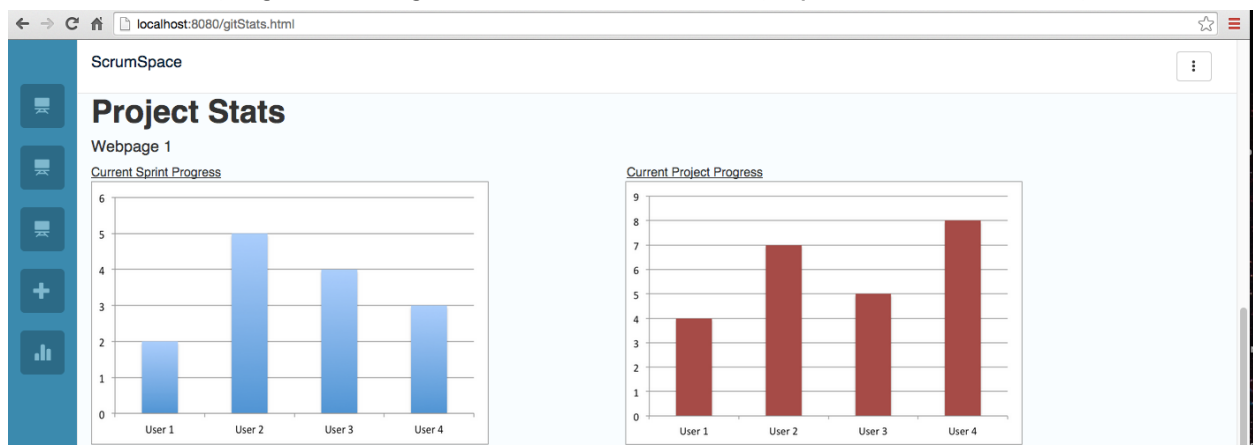 localhost:8080/gitStats.html
ScrumSpace
Project Stats
Webpage 1
Current Sprint Progress
6
5
4
3
2
1
0
User 1 User 2 User 3 User 4
Current Project Progress
9
8
7
6
5
4
3
2
1
0
User 1 User 2 User 3 User 4